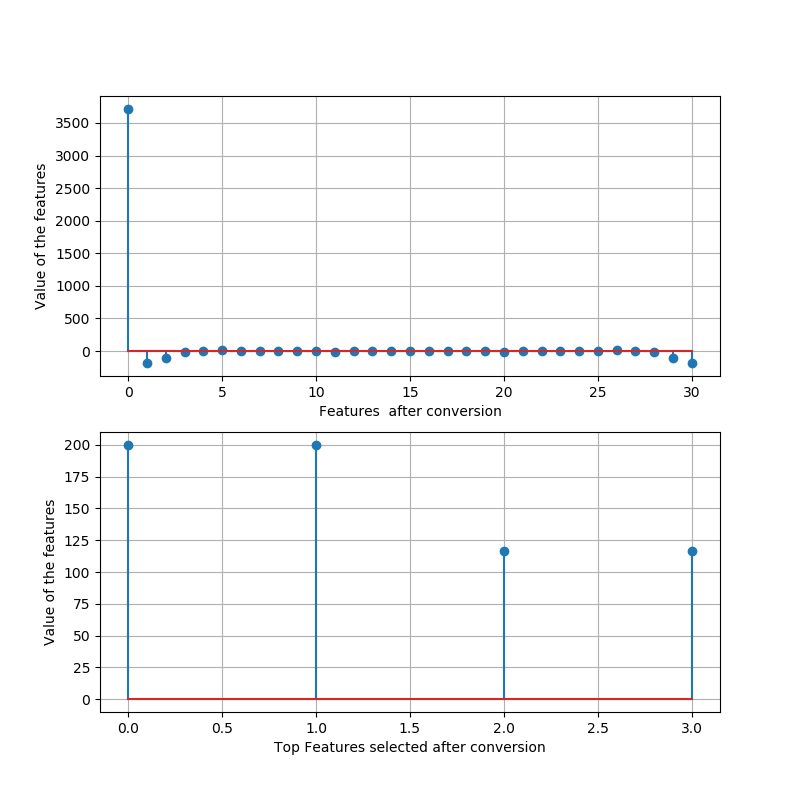 3500
3000
2500
2000
1500
1000
500
0
Value of the features
0 5 10 15 20 25 30
Features  after conversion
200
175
150
125
100
75
50
25
0
Value of the features
0.0 0.5 1.0 1.5 2.0 2.5 3.0
Top Features selected after conversion